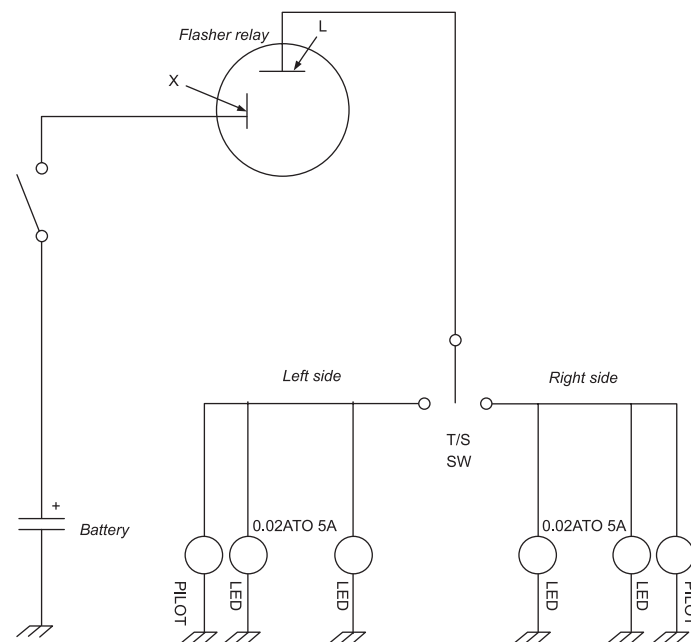 Flasher relay
L
X
Left side
Right side
T/S
SW
+
Battery
0.02ATO 5A
0.02ATO 5A
PILOT
LED
LED
LED
LED
PILOT